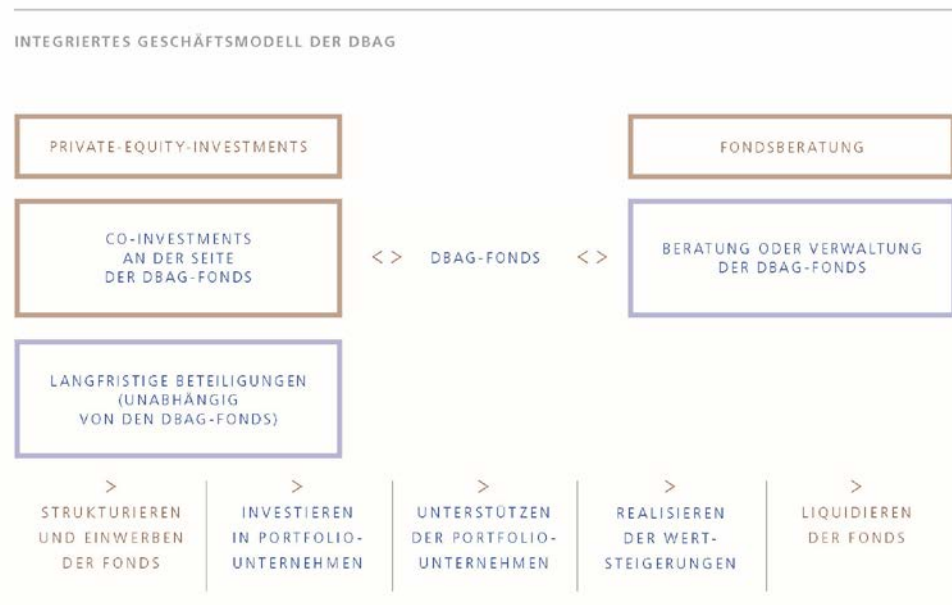 INTEGRIERTES GESCHÄFTSMODELL DER DBAG
PRIVATE-EQUITY-INVESTMENTS
FONDSBERATUNG
CO-INVESTMENTS
AN DER SEITE
DER DBAG-FONDS
< > DBAG-FONDS < >
BERATUNG ODER VERWALTUNG
DER DBAG-FONDS
LANGFRISTIGE BETEILIGUNGEN
(UNABHÄNGIG
VON DEN DBAG-FONDS)
>
STRUKTURIEREN
UND EINWERBEN
DER FONDS
>
INVESTIEREN
IN PORTFOLIO-
UNTERNEHMEN
>
UNTERSTÜTZEN
DER PORTFOLIO-
UNTERNEHMEN
>
REALISIEREN
DER WERT-
STEIGERUNGEN
>
LIQUIDIEREN
DER FONDS